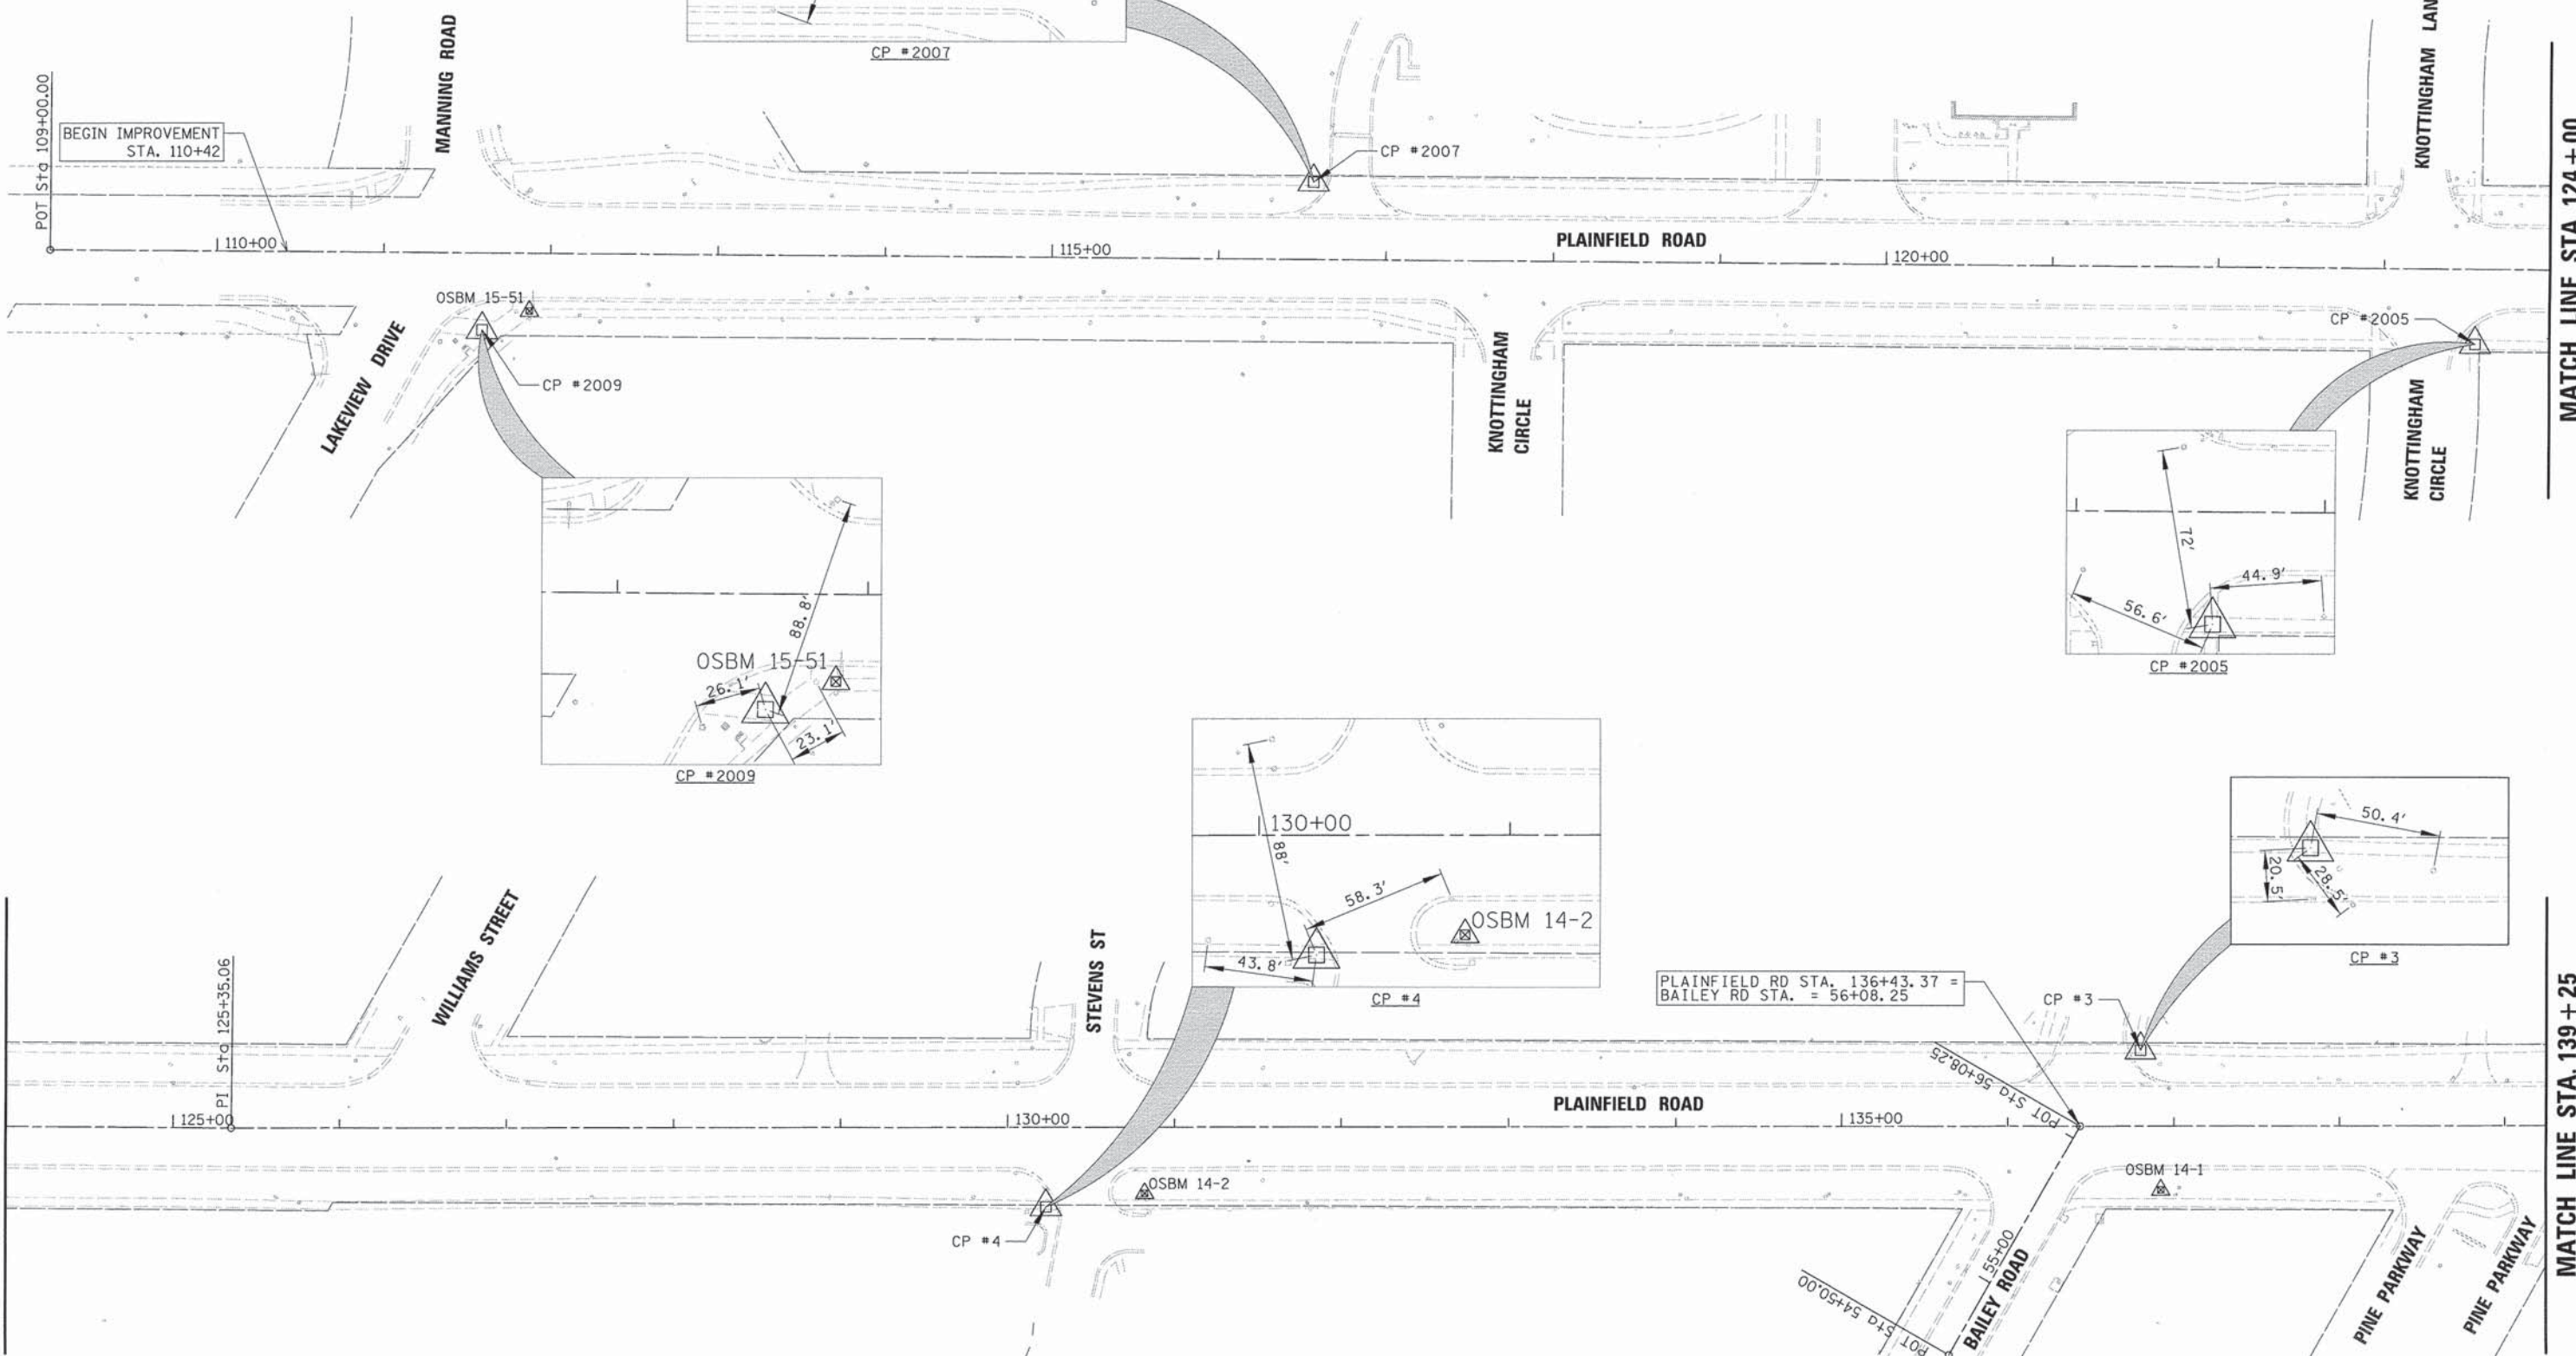 CP #2007
MANNING ROAD
KNOTTINGHAM LAN
POT Sta 109+00.00
BEGIN IMPROVEMENT
STA. 110+42
CP #2007
110+00
115+00
PLAINFIELD ROAD
120+00
MATCH LINE STA 124+00
OSBM 15-51
LAKEVIEW DRIVE
CP #2009
KNOTTINGHAM
CIRCLE
CP #2005
KNOTTINGHAM
CIRCLE
88.8'
OSBM 15-51
26.1'
23.1'
CP #2009
72'
44.9'
56.6'
CP #2005
130+00
88'
58.3'
OSBM 14-2
43.8'
CP #4
50.4'
20.5'
28.5'
CP #3
WILLIAMS STREET
STEVENS ST
PI Sta 125+35.06
PLAINFIELD RD STA. 136+43.37 =
BAILEY RD STA. = 56+08.25
CP #3
POT Sta 56+08.25
125+00
130+00
PLAINFIELD ROAD
135+00
MATCH LINE STA. 139+25
OSBM 14-2
OSBM 14-1
CP #4
155+00
BAILEY ROAD
POT Sta 54+50.00
PINE PARKWAY
PINE PARKWAY